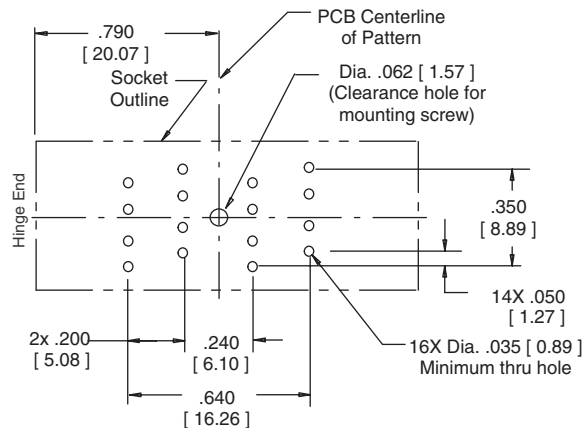 .790
[ 20.07 ]
PCB Centerline
of Pattern
Socket
Outline
Dia. .062 [ 1.57 ]
(Clearance hole for
mounting screw)
Hinge End
.350
[ 8.89 ]
14X .050
[ 1.27 ]
2x .200
[ 5.08 ]
.240
[ 6.10 ]
16X Dia. .035 [ 0.89 ]
Minimum thru hole
.640
[ 16.26 ]